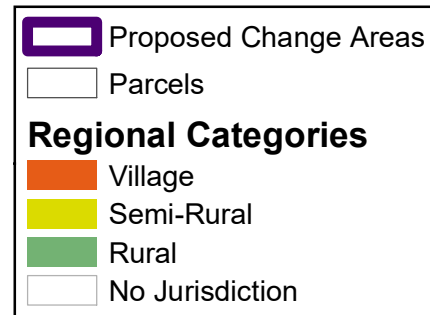 Proposed Change Areas
Parcels
Regional Categories
Village
Semi-Rural
Rural
No Jurisdiction